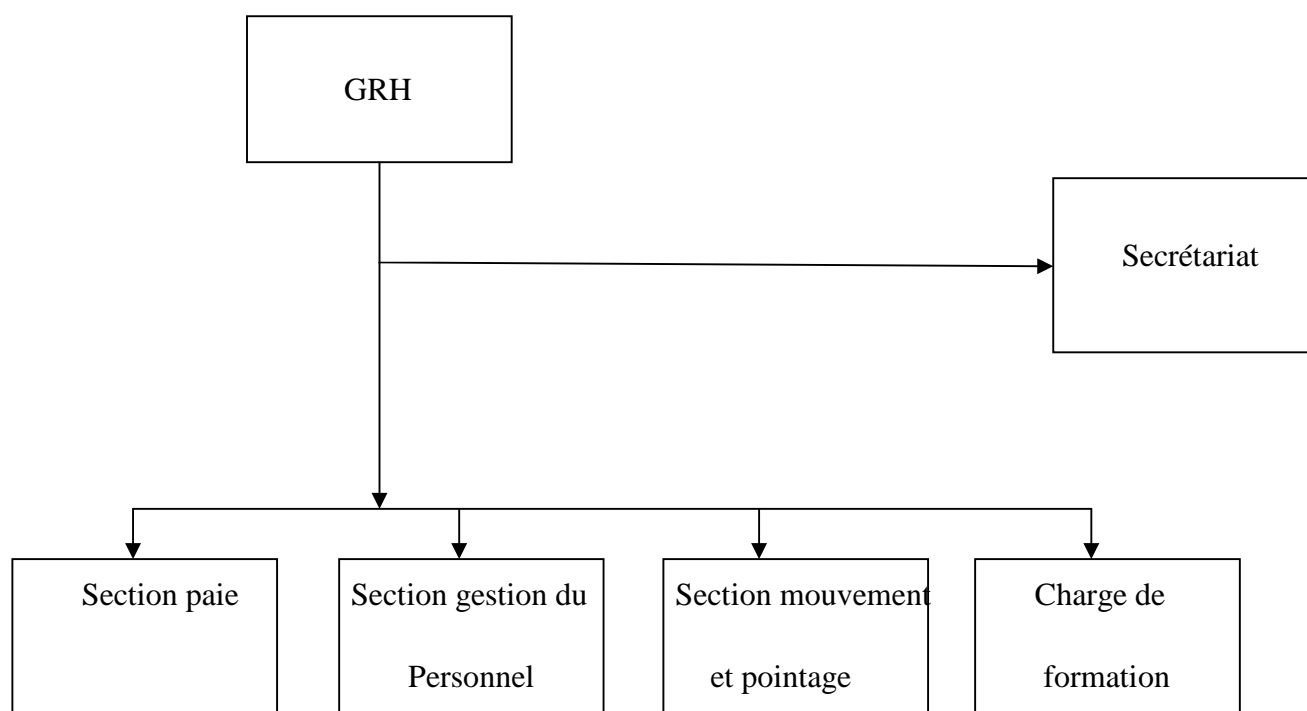 GRH
Secrétariat
Section paie
Section gestion du
Personnel
Section mouvement
et pointage
Charge de
formation